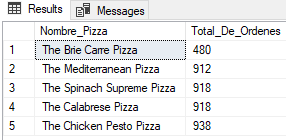 Results Messages
Nombre_Pizza Total_De_Ordenes
1 The Brie Carre Pizza 480
2 The Mediterranean Pizza 912
3 The Spinach Supreme Pizza 918
4 The Calabrese Pizza 918
5 The Chicken Pesto Pizza 938